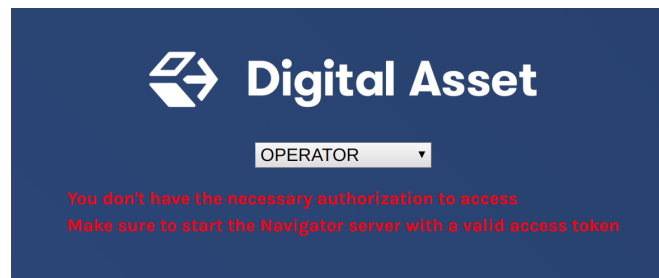 Digital Asset
OPERATOR
You don't have the necessary authorization to access
Make sure to start the Navigator server with a valid access token